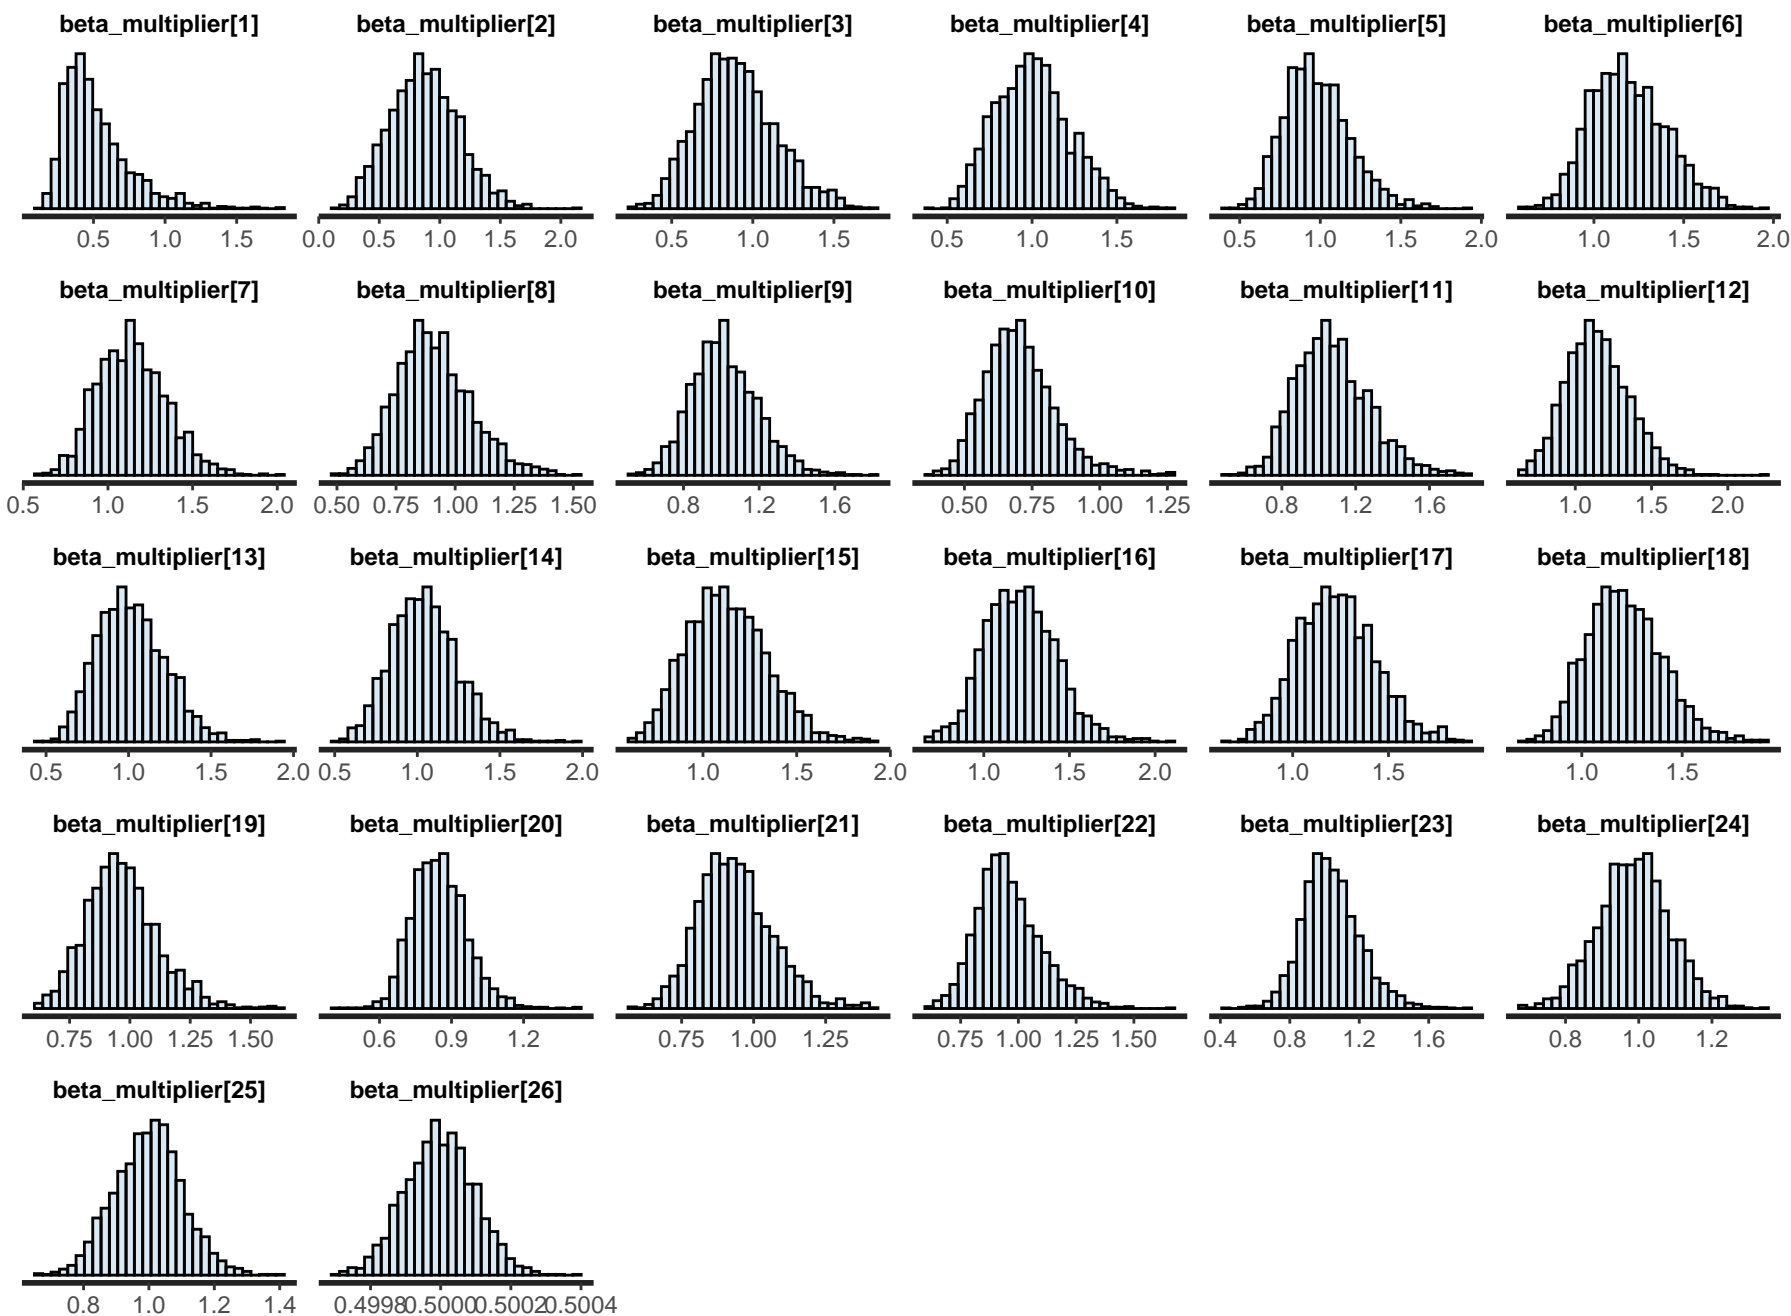 beta_multiplier[1] beta_multiplier[2] beta_multiplier[3] beta_multiplier[4] beta_multiplier[5] beta_multiplier[6]
0.5 1.0 1.5 0.0 0.5 1.0 1.5 2.0 0.5 1.0 1.5 0.5 1.0 1.5 0.5 1.0 1.5 2.0 1.0 1.5 2.0
beta_multiplier[7] beta_multiplier[8] beta_multiplier[9] beta_multiplier[10] beta_multiplier[11] beta_multiplier[12]
0.5 1.0 1.5 2.0 0.50 0.75 1.00 1.25 1.50 0.8 1.2 1.6 0.50 0.75 1.00 1.25 0.8 1.2 1.6 1.0 1.5 2.0
beta_multiplier[13] beta_multiplier[14] beta_multiplier[15] beta_multiplier[16] beta_multiplier[17] beta_multiplier[18]
0.5 1.0 1.5 2.0 0.5 1.0 1.5 2.0 1.0 1.5 2.0 1.0 1.5 2.0 1.0 1.5 1.0 1.5
beta_multiplier[19] beta_multiplier[20] beta_multiplier[21] beta_multiplier[22] beta_multiplier[23] beta_multiplier[24]
0.75 1.00 1.25 1.50 0.6 0.9 1.2 0.75 1.00 1.25 0.75 1.00 1.25 1.50 0.4 0.8 1.2 1.6 0.8 1.0 1.2
beta_multiplier[25] beta_multiplier[26]
0.8 1.0 1.2 1.4 0.4998 0.5000 0.5002 0.5004